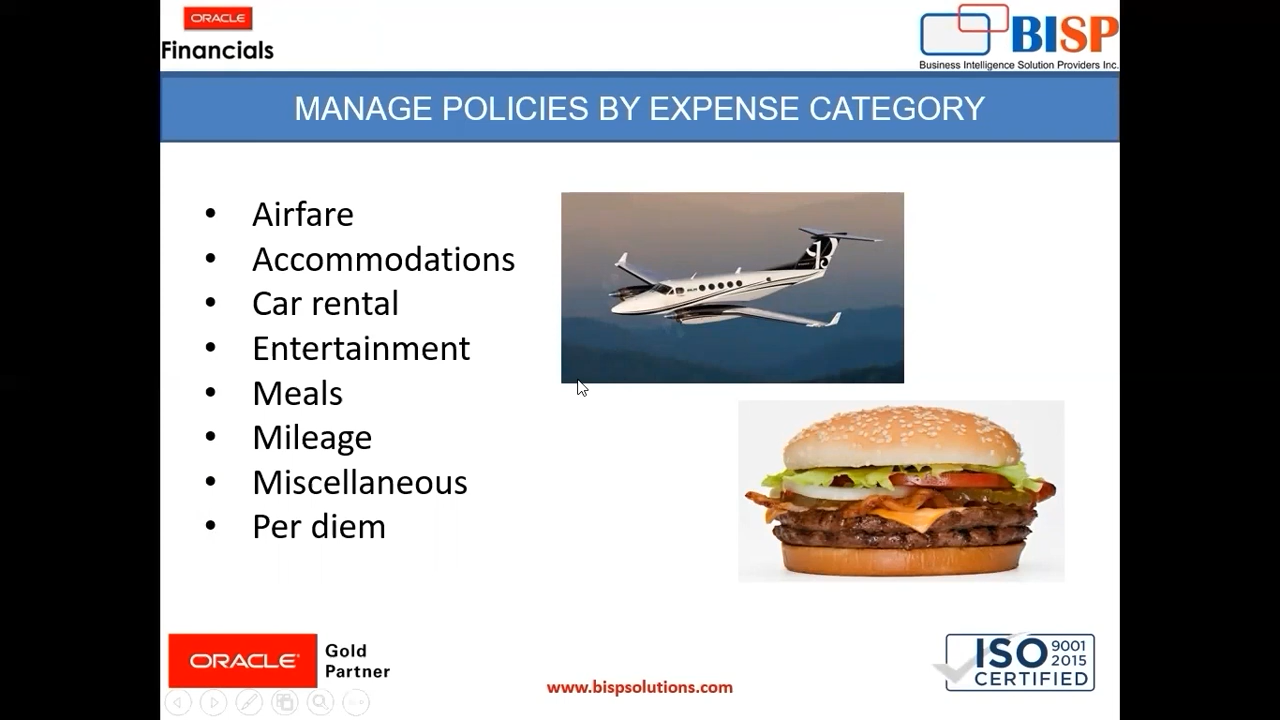 ORACLE
Financials
BISP
Business Intelligence Solution Providers Inc.
MANAGE POLICIES BY EXPENSE CATEGORY
• Airfare
• Accommodations
• Car rental
• Entertainment
• Meals
• Mileage
• Miscellaneous
• Per diem
ORACLE®
Gold
Partner
www.bispsolutions.com
ISO 9001
2015
CERTIFIED